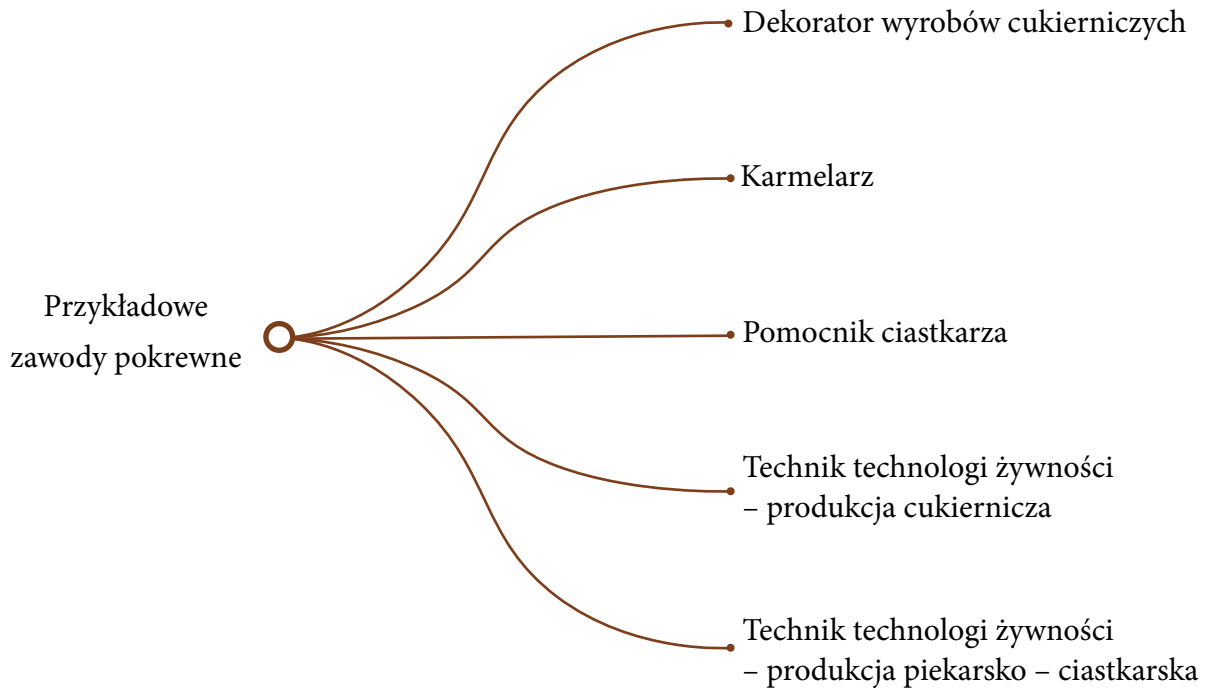 Przykładowe
zawody pokrewne
Dekorator wyrobów cukierniczych
Karmelarz
Pomocnik ciastkarza
Technik technologi żywności
– produkcja cukiernicza
Technik technologi żywności
– produkcja piekarsko – ciastkarska